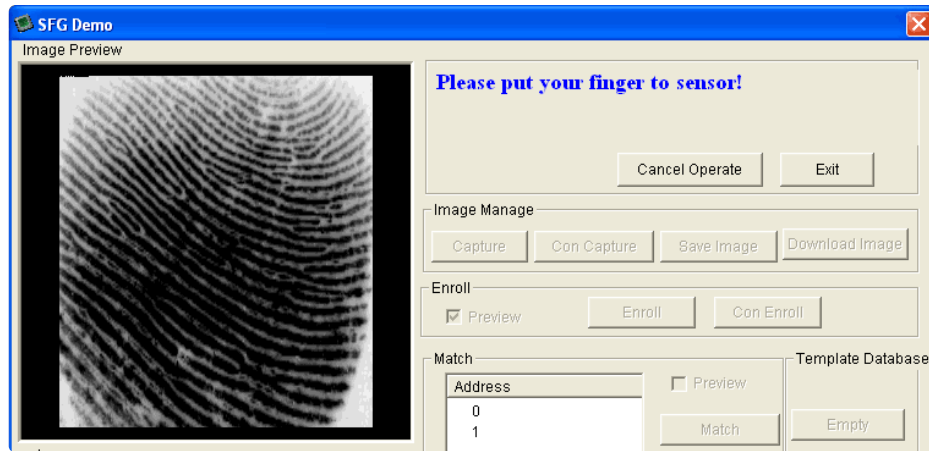 SFG Demo
Image Preview
Please put your finger to sensor!
Cancel Operate
Exit
Image Manage
Capture
Con Capture
Save Image
Download Image
Enroll
Preview
Enroll
Con Enroll
Match
Address
0
1
Preview
Match
Template Database
Empty